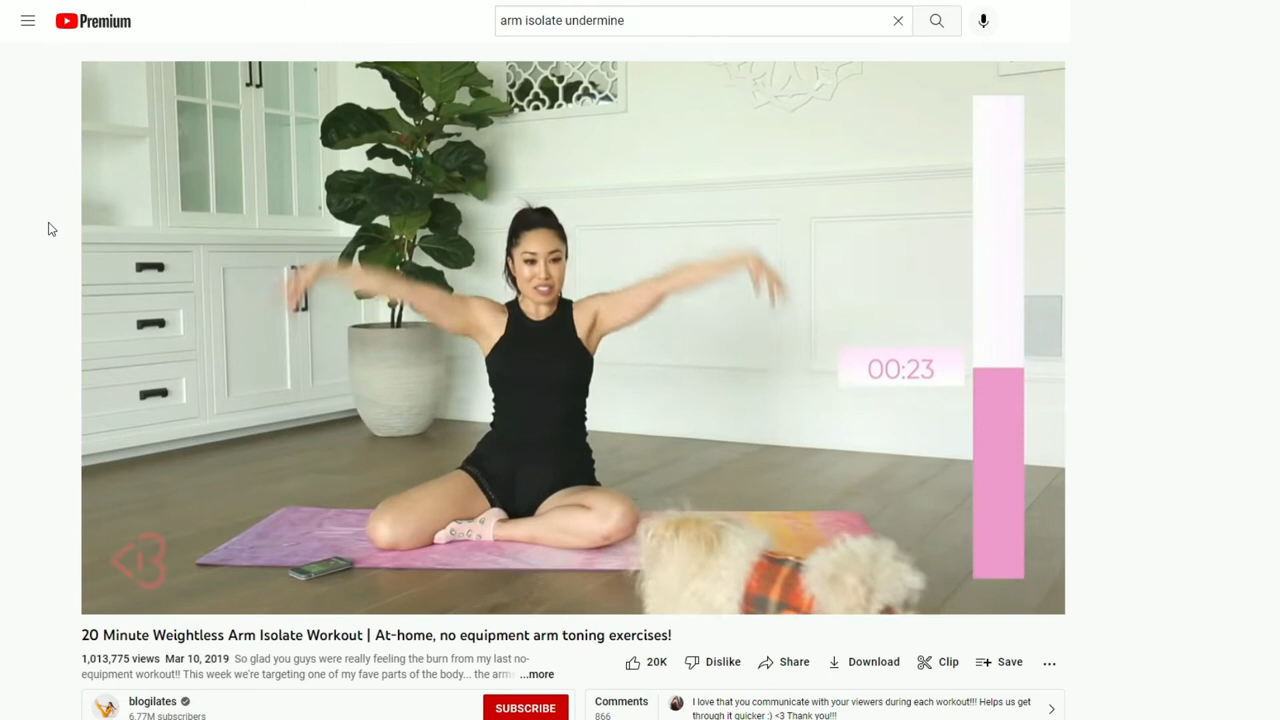 Premium
arm isolate undermine
00:23
<B
20 Minute Weightless Arm Isolate Workout | At-home, no equipment arm toning exercises!
1,013,775 views Mar 10, 2019 So glad you guys were really feeling the burn from my last no-
equipment workout!! This week we're targeting one of my fave parts of the body... the arm ...more
20K
Dislike
Share
Download
Clip
Save
blogilates
6.77M subscribers
SUBSCRIBE
Comments
866
I love that you communicate with your viewers during each workout!!! Helps us get
through it quicker :) <3 Thank you!!!